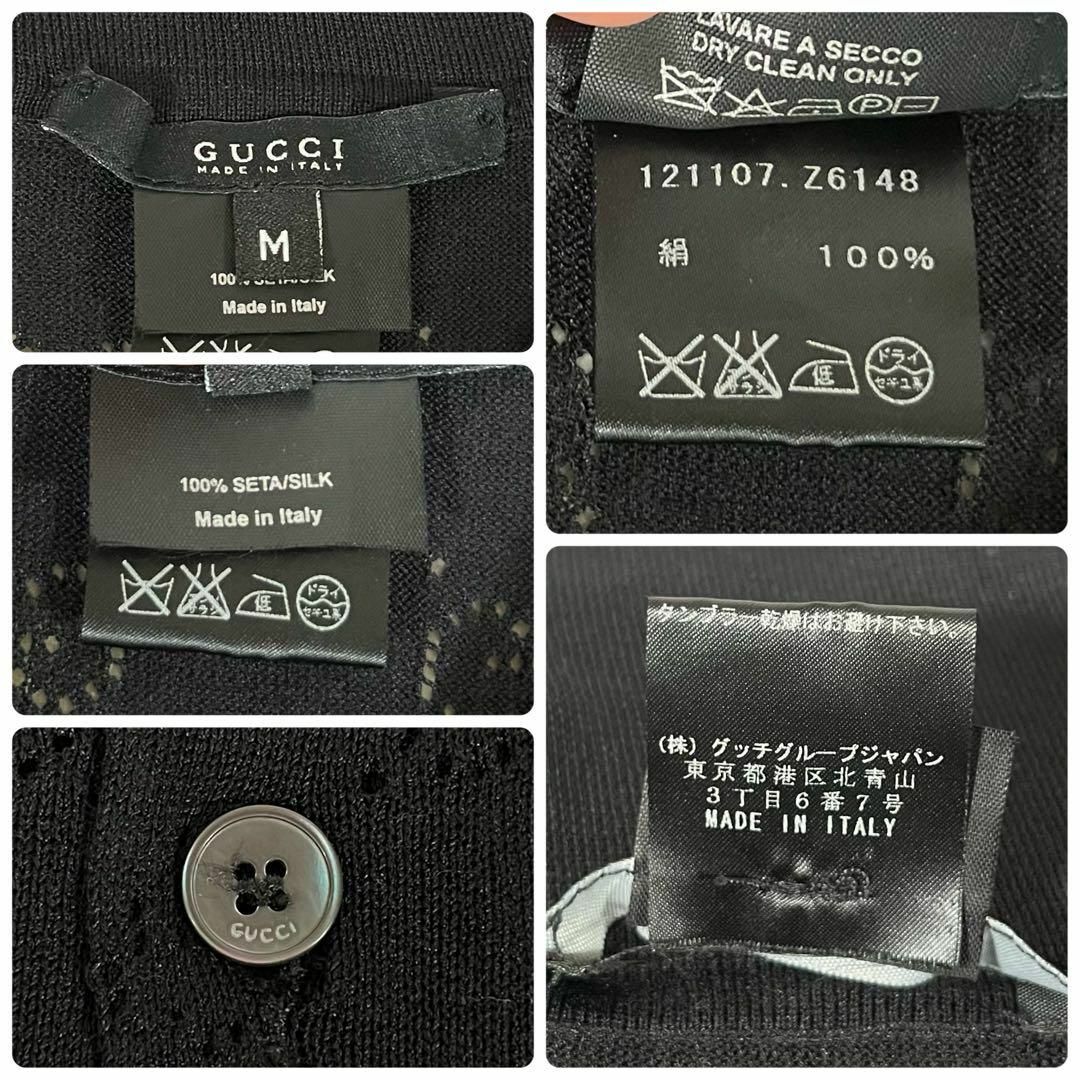 GUCCI
MADE IN ITALY
M
Made in Italy
LAVARE A SECCO
DRY CLEAN ONLY
P
121107.Z6148
絹 100%
低
ドライ
セキユ系
100% SETA/SILK
Made in Italy
低
ドライ
セキユ系
GUCCI
タンブラー乾燥はお避け下さい。
(株)グッチグループジャパン
東京都港区北青山
3丁目6番7号
MADE IN ITALY